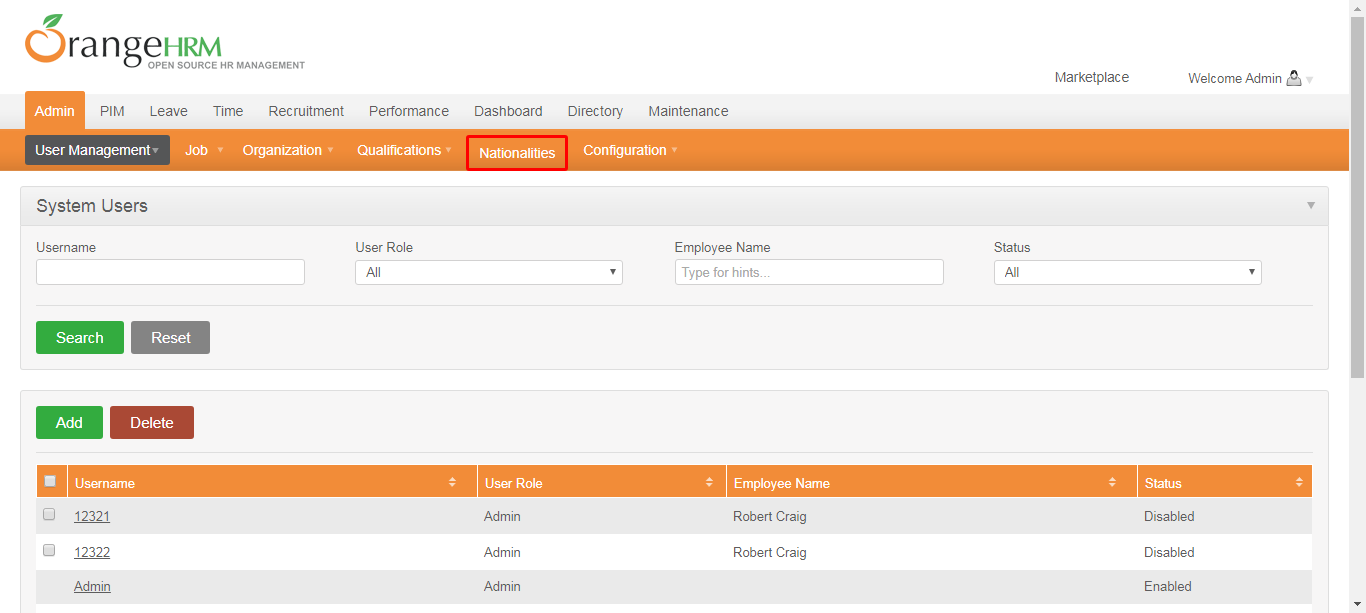 OrangeHRM
OPEN SOURCE HR MANAGEMENT
Marketplace Welcome Admin
Admin PIM Leave Time Recruitment Performance Dashboard Directory Maintenance
User Management Job Organization Qualifications Nationalities Configuration
System Users
Username User Role Employee Name Status
All Type for hints... All
Search Reset
Add Delete
Username User Role Employee Name Status
12321 Admin Robert Craig Disabled
12322 Admin Robert Craig Disabled
Admin Admin Enabled